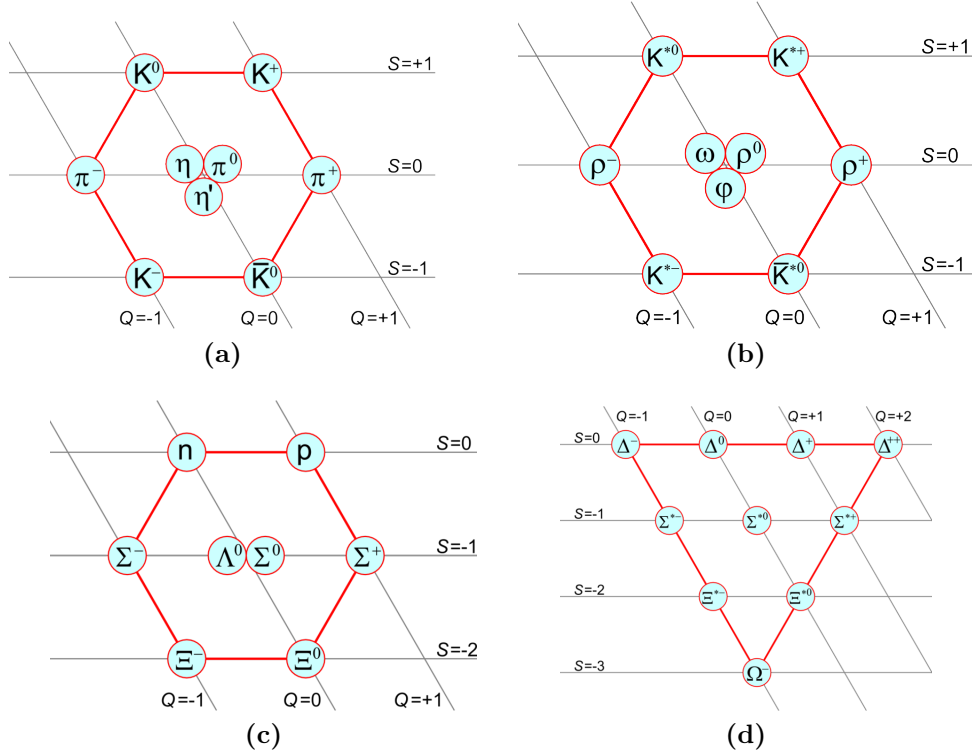 K⁰ K⁺ S=+1
η π⁰
π⁻ π⁺ S=0
η'
K⁻ K̅⁰ S=-1
Q=-1 Q=0 Q=+1
(a)
K*⁰ K*⁺ S=+1
ω ρ⁰
ρ⁻ ρ⁺ S=0
φ
K*⁻ K̅*⁰ S=-1
Q=-1 Q=0 Q=+1
(b)
n p S=0
Σ⁻ Λ⁰ Σ⁰ Σ⁺ S=-1
Ξ⁻ Ξ⁰ S=-2
Q=-1 Q=0 Q=+1
(c)
Q=-1 Q=0 Q=+1 Q=+2
S=0 Δ⁻ Δ⁰ Δ⁺ Δ⁺⁺
S=-1 Σ*⁻ Σ*⁰ Σ*⁺
S=-2 Ξ*⁻ Ξ*⁰
S=-3 Ω⁻
(d)